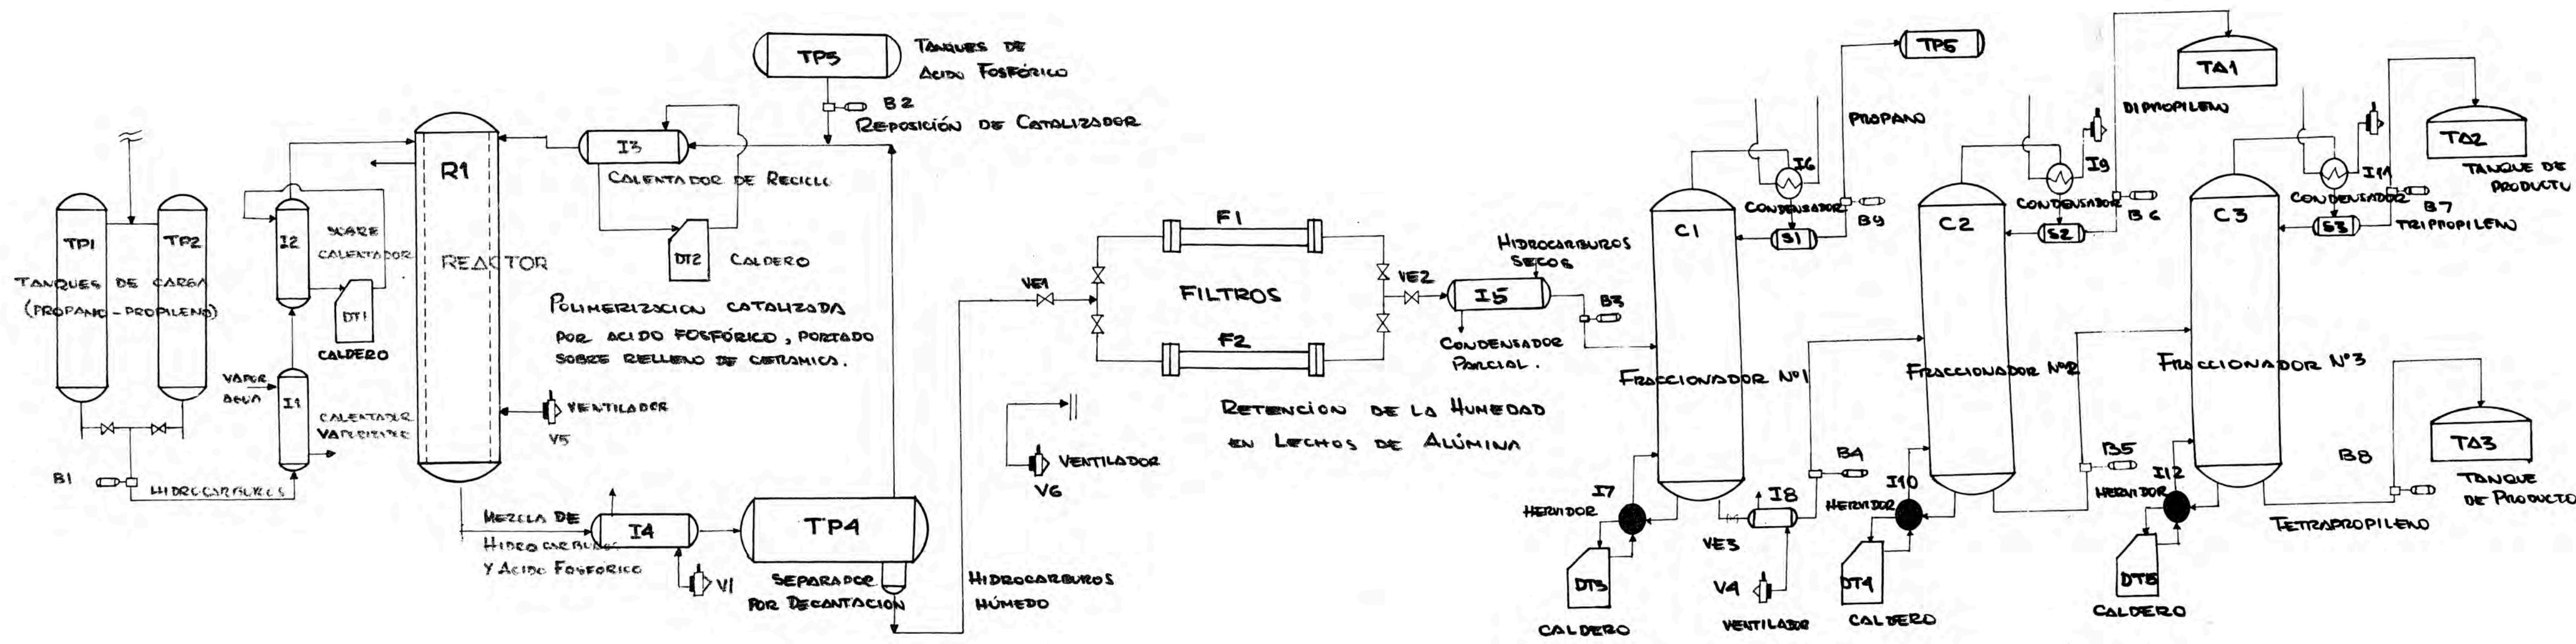 TP1
TP2
TANQUES DE CARGA
(PROPANO-PROPILENO)
B1
HIDROCARBUROS
I2
SOBRE
CALENTADOR
DT1
CALDERO
VAPOR
AGUA
I1
CALENTADOR
R1
REACTOR
VENTILADOR
V5
TANQUES DE
ACIDO FOSFÓRICO
B2
REPOSICIÓN DE CATALIZADOR
I3
CALENTADOR DE RECICLO
DT2
CALDERO
POLIMERIZACION CATALIZADA
POR ACIDO FOSFÓRICO, PORTADO
SOBRE RELLENO DE CERAMICA.
MEZCLA DE
HIDROCARBUROS
Y ACIDO FOSFORICO
I4
V1
TP4
SEPARADOR
POR DECANTACION
HIDROCARBUROS
HÚMEDO
VE1
F1
FILTROS
F2
VE2
RETENCION DE LA HUMEDAD
EN LECHOS DE ALÚMINA
VENTILADOR
V6
HIDROCARBUROS
SECOS
I5
CONDENSADOR
PARCIAL.
B3
C1
FRACCIONADOR Nº1
I6
CONDENSADOR
S1
B9
PROPANO
TP5
I7
HERVIDOR
DT3
CALDERO
VE3
I8
V4
VENTILADOR
B4
C2
FRACCIONADOR Nº2
I9
CONDENSADOR
S2
B6
DIPROPILENO
TA1
I10
HERVIDOR
DT4
CALDERO
B5
C3
FRACCIONADOR Nº3
I11
CONDENSADOR
S3
B7
TRIPROPILENO
TA2
TANQUE DE
PRODUCTO
I12
HERVIDOR
DT5
CALDERO
TETRAPROPILENO
B8
TA3
TANQUE
DE PRODUCTO